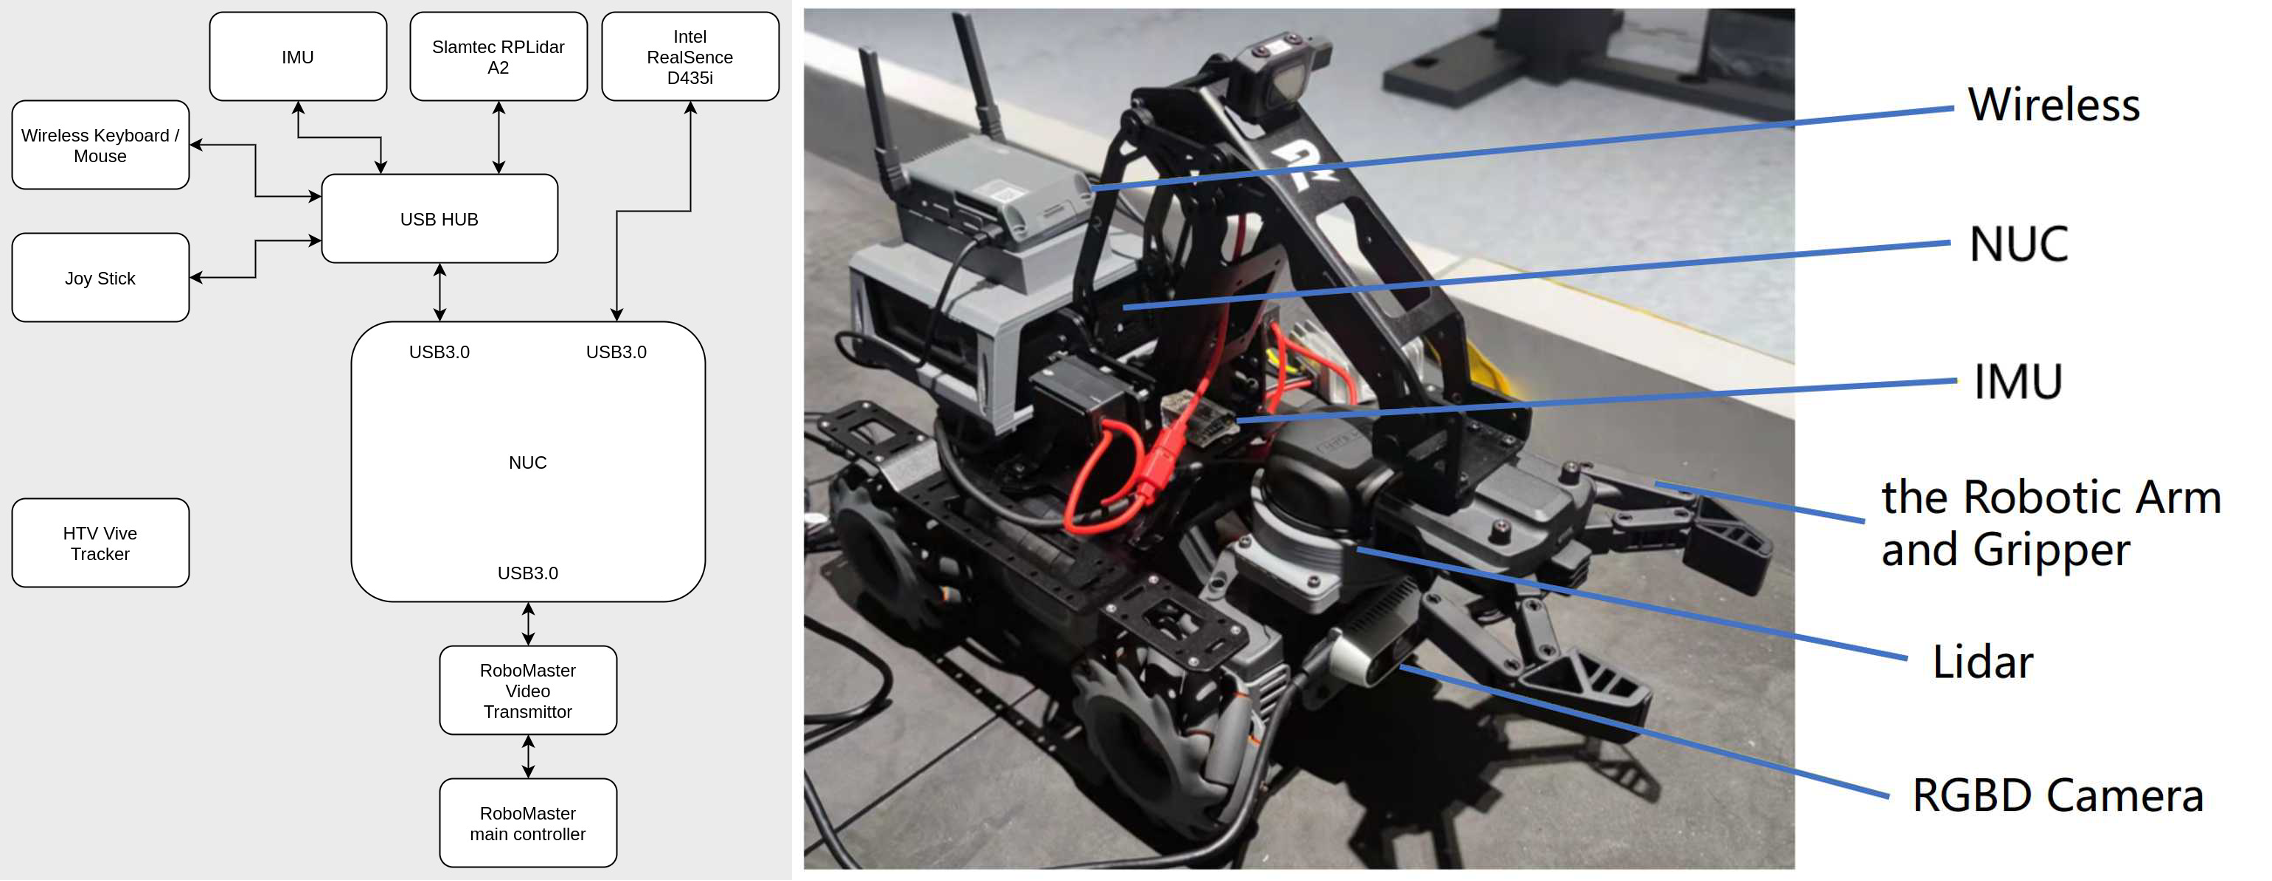 IMU
Slamtec RPLidar
A2
Intel
RealSence
D435i
Wireless Keyboard /
Mouse
USB HUB
Joy Stick
USB3.0
USB3.0
NUC
USB3.0
HTV Vive
Tracker
RoboMaster
Video
Transmittor
RoboMaster
main controller
Wireless
NUC
IMU
the Robotic Arm
and Gripper
Lidar
RGBD Camera